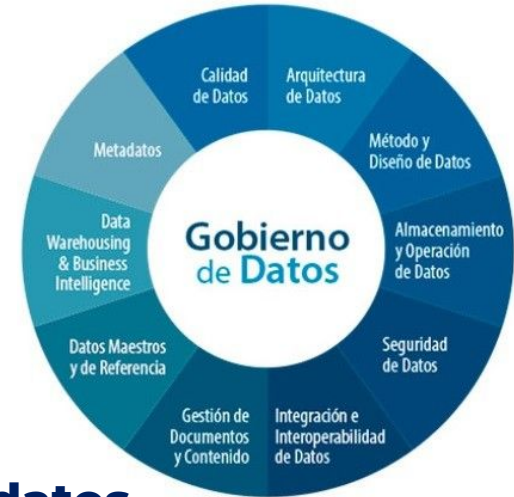 Calidad
de Datos
Arquitectura
de Datos
Método y
Diseño de Datos
Almacenamiento
y Operación
de Datos
Seguridad
de Datos
Integración e
Interoperabilidad
de Datos
Gestión de
Documentos
y Contenido
Datos Maestros
y de Referencia
Data
Warehousing
& Business
Intelligence
Metadatos
Gobierno
de Datos
datos